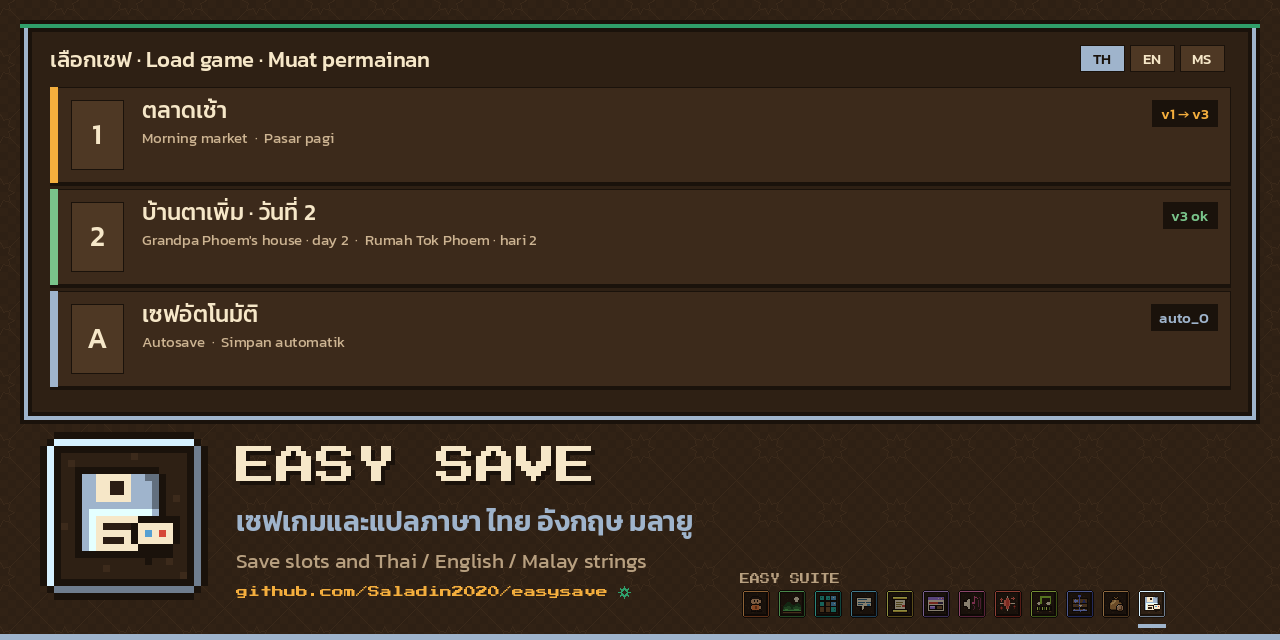 เลือกเซฟ · Load game · Muat permainan
TH EN MS
1 ตลาดเช้า v1 → v3
Morning market · Pasar pagi
2 บ้านตาเพิ่ม · วันที่ 2 v3 ok
Grandpa Phoem's house · day 2 · Rumah Tok Phoem · hari 2
A เซฟอัตโนมัติ auto_0
Autosave · Simpan automatik
EASY SAVE
เซฟเกมและแปลภาษา ไทย อังกฤษ มลายู
Save slots and Thai / English / Malay strings
github.com/Saladin2020/easysave
EASY SUITE